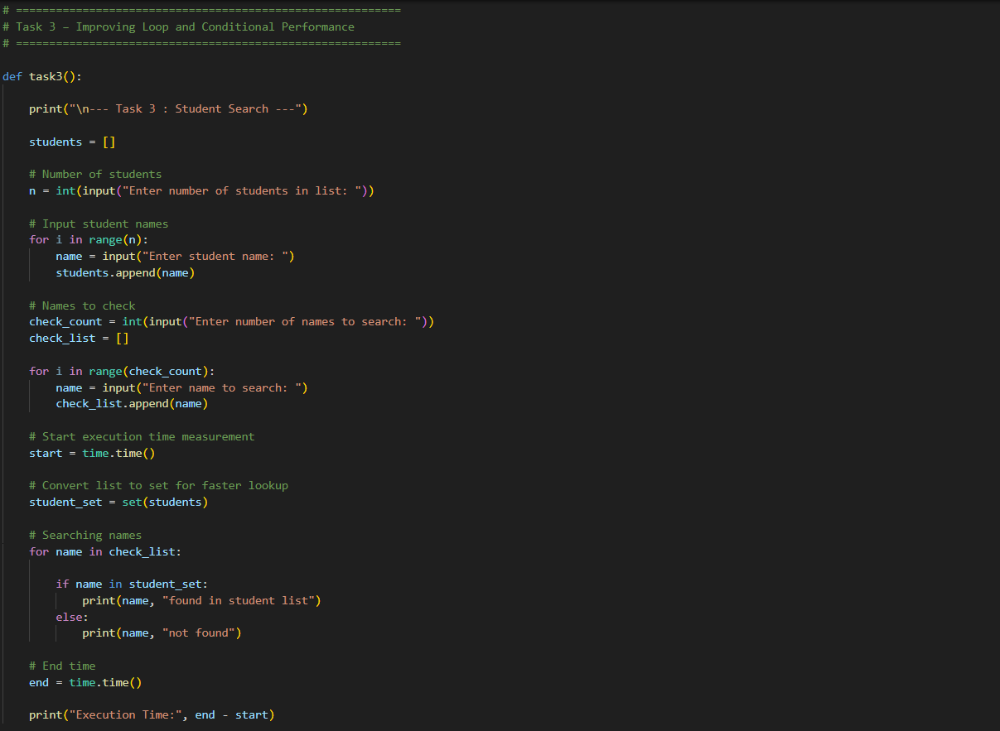 # ==========================================================
# Task 3 – Improving Loop and Conditional Performance
# ==========================================================
def task3():
    print("\n--- Task 3 : Student Search ---")
    students = []
    # Number of students
    n = int(input("Enter number of students in list: "))
    # Input student names
    for i in range(n):
        name = input("Enter student name: ")
        students.append(name)
    # Names to check
    check_count = int(input("Enter number of names to search: "))
    check_list = []
    for i in range(check_count):
        name = input("Enter name to search: ")
        check_list.append(name)
    # Start execution time measurement
    start = time.time()
    # Convert list to set for faster lookup
    student_set = set(students)
    # Searching names
    for name in check_list:
        if name in student_set:
            print(name, "found in student list")
        else:
            print(name, "not found")
    # End time
    end = time.time()
    print("Execution Time:", end - start)